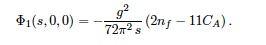 Φ₁(s, 0, 0) = − g² / 72π² s (2n_f − 11C_A) .